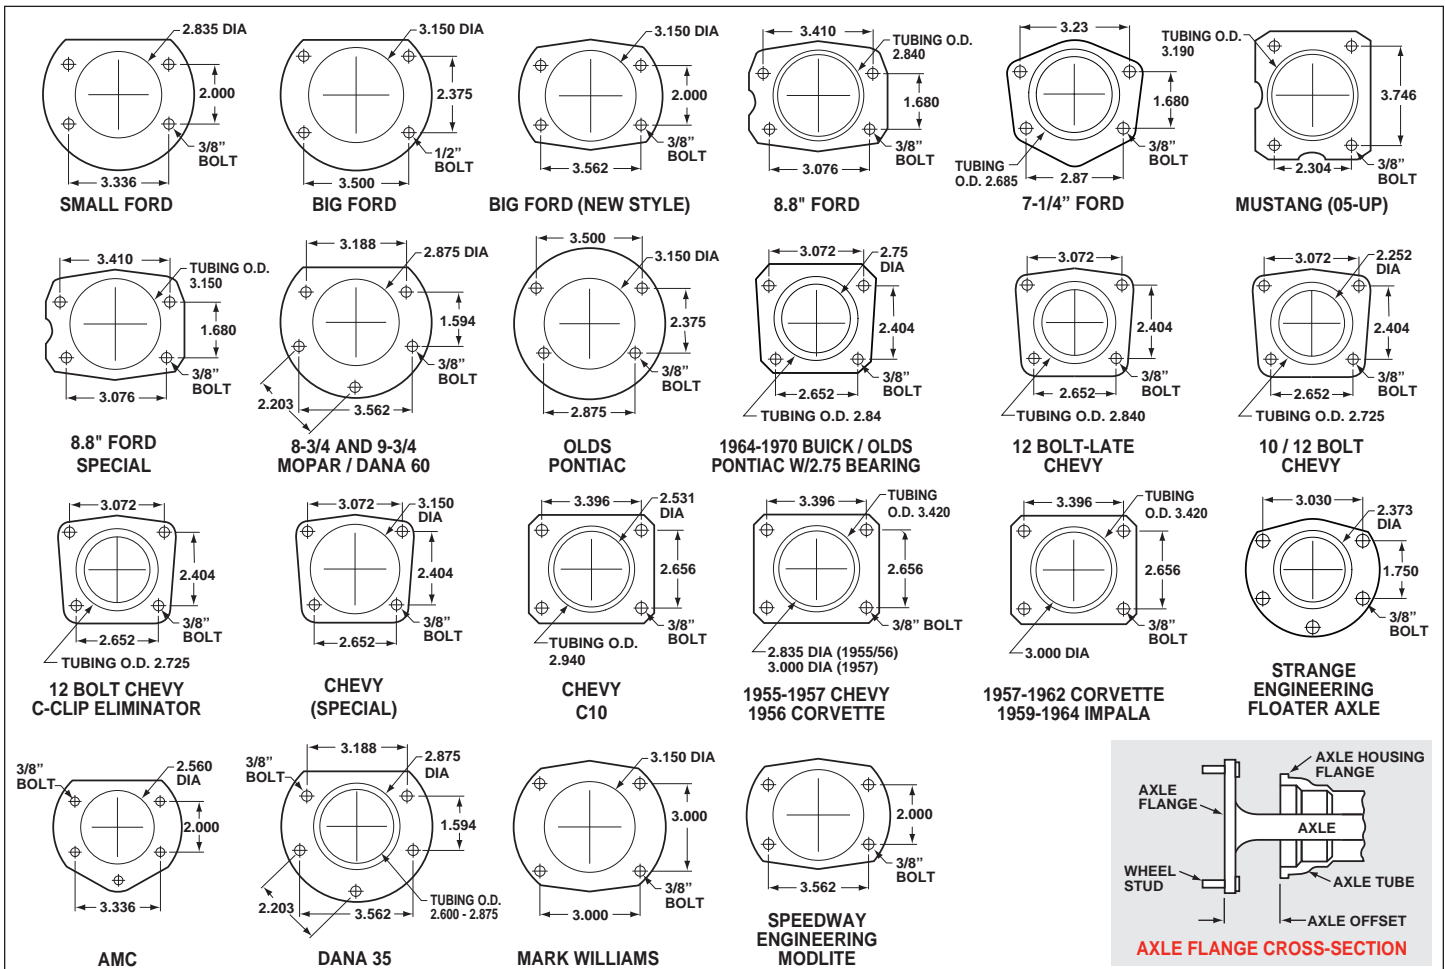 2.835 DIA
2.000
3/8”
BOLT
3.336
SMALL FORD
3.150 DIA
2.375
1/2”
BOLT
3.500
BIG FORD
3.150 DIA
2.000
3/8”
BOLT
3.562
BIG FORD (NEW STYLE)
3.410
TUBING O.D.
2.840
1.680
3/8”
BOLT
3.076
8.8" FORD
3.23
1.680
3/8”
BOLT
TUBING
O.D. 2.685
2.87
7-1/4” FORD
TUBING O.D.
3.190
3.746
3/8”
BOLT
2.304
MUSTANG (05-UP)
3.410
TUBING O.D.
3.150
1.680
3/8”
BOLT
3.076
8.8" FORD
SPECIAL
3.188
2.875 DIA
1.594
3/8”
BOLT
2.203
3.562
8-3/4 AND 9-3/4
MOPAR / DANA 60
3.500
3.150 DIA
2.375
3/8”
BOLT
2.875
OLDS
PONTIAC
3.072
2.75
DIA
2.404
3/8”
BOLT
2.652
TUBING O.D. 2.84
1964-1970 BUICK / OLDS
PONTIAC W/2.75 BEARING
3.072
2.404
3/8”
BOLT
2.652
TUBING O.D. 2.840
12 BOLT-LATE
CHEVY
3.072
2.252
DIA
2.404
3/8”
BOLT
2.652
TUBING O.D. 2.725
10 / 12 BOLT
CHEVY
3.072
2.404
3/8”
BOLT
2.652
TUBING O.D. 2.725
12 BOLT CHEVY
C-CLIP ELIMINATOR
3.072
3.150
DIA
2.404
3/8”
BOLT
2.652
CHEVY
(SPECIAL)
3.396
2.531
DIA
2.656
3/8”
BOLT
TUBING O.D.
2.940
CHEVY
C10
3.396
TUBING
O.D. 3.420
2.656
3/8” BOLT
2.835 DIA (1955/56)
3.000 DIA (1957)
1955-1957 CHEVY
1956 CORVETTE
3.396
TUBING
O.D. 3.420
2.656
3/8”
BOLT
3.000 DIA
1957-1962 CORVETTE
1959-1964 IMPALA
3.030
2.373
DIA
1.750
3/8”
BOLT
STRANGE
ENGINEERING
FLOATER AXLE
3/8”
BOLT
2.560
DIA
2.000
3.336
AMC
3/8”
BOLT
3.188
2.875
DIA
1.594
2.203
3.562
TUBING O.D.
2.600 - 2.875
DANA 35
3.150 DIA
3.000
3/8”
BOLT
3.000
MARK WILLIAMS
2.000
3/8”
BOLT
3.562
SPEEDWAY
ENGINEERING
MODLITE
AXLE HOUSING
FLANGE
AXLE
FLANGE
AXLE
WHEEL
STUD
AXLE TUBE
AXLE OFFSET
AXLE FLANGE CROSS-SECTION